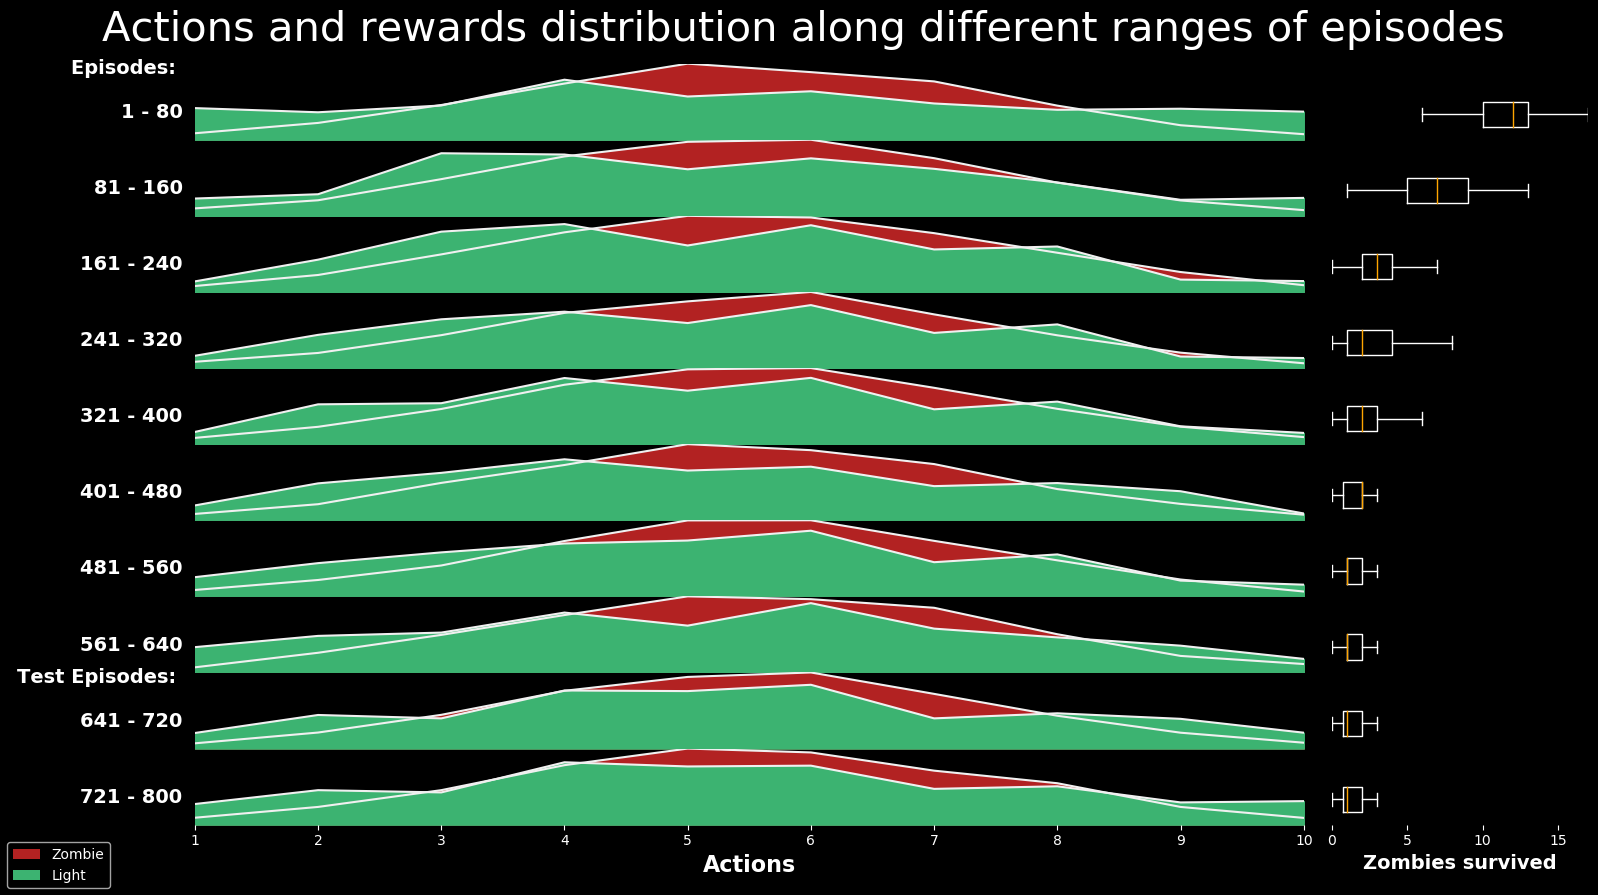 Actions and rewards distribution along different ranges of episodes
Episodes:
1 - 80
81 - 160
161 - 240
241 - 320
321 - 400
401 - 480
481 - 560
561 - 640
Test Episodes:
641 - 720
721 - 800
1 2 3 4 5 6 7 8 9 10
0 5 10 15
Actions
Zombies survived
Zombie
Light